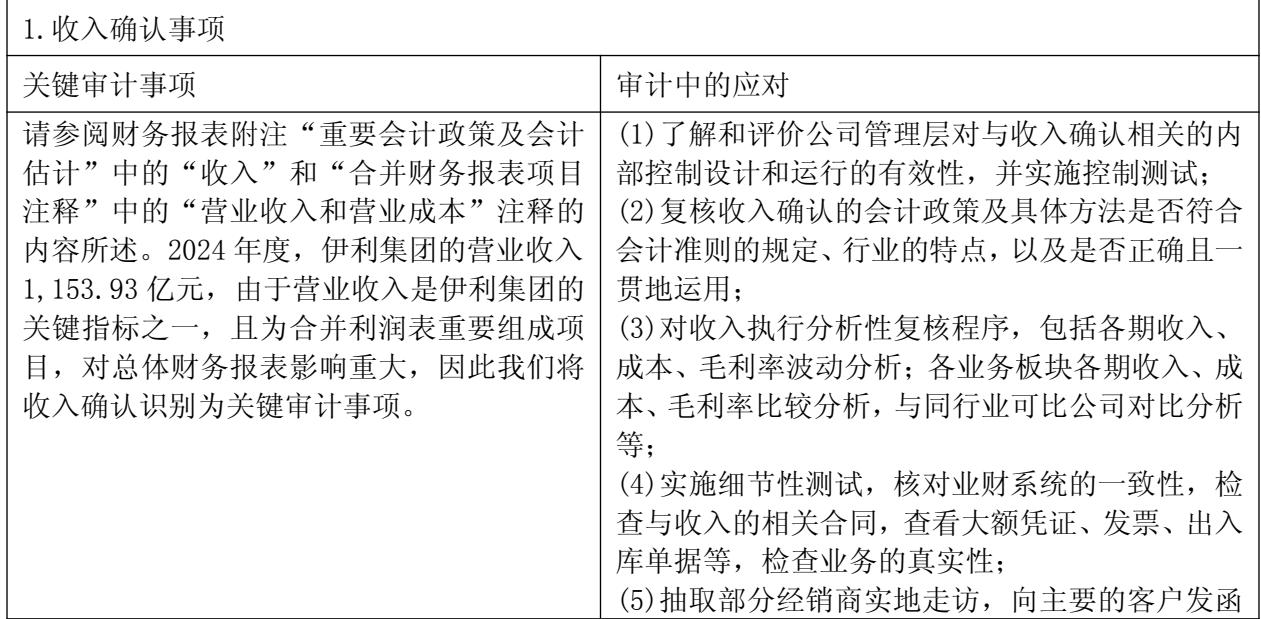 1.收入确认事项
关键审计事项
审计中的应对
请参阅财务报表附注“重要会计政策及会计
估计”中的“收入”和“合并财务报表项目
注释”中的“营业收入和营业成本”注释的
内容所述。2024 年度，伊利集团的营业收入
1,153.93 亿元，由于营业收入是伊利集团的
关键指标之一，且为合并利润表重要组成项
目，对总体财务报表影响重大，因此我们将
收入确认识别为关键审计事项。
(1)了解和评价公司管理层对与收入确认相关的内
部控制设计和运行的有效性，并实施控制测试；
(2)复核收入确认的会计政策及具体方法是否符合
会计准则的规定、行业的特点，以及是否正确且一
贯地运用；
(3)对收入执行分析性复核程序，包括各期收入、
成本、毛利率波动分析；各业务板块各期收入、成
本、毛利率比较分析，与同行业可比公司对比分析
等；
(4)实施细节性测试，核对业财系统的一致性，检
查与收入的相关合同，查看大额凭证、发票、出入
库单据等，检查业务的真实性；
(5)抽取部分经销商实地走访，向主要的客户发函